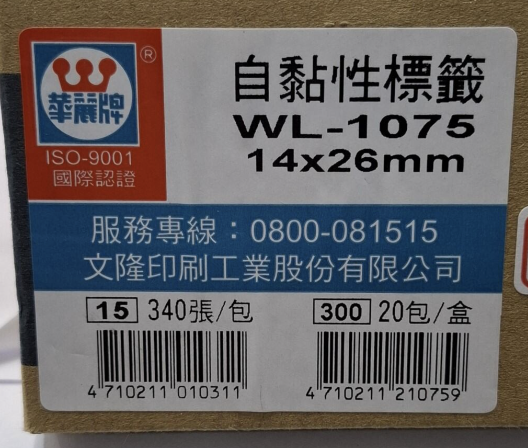 華麗牌
®
ISO-9001
國際認證
自黏性標籤
WL-1075
14x26mm
服務專線：0800-081515
文隆印刷工業股份有限公司
15 340張/包
300 20包/盒
4 710211 010311
4 710211 210759